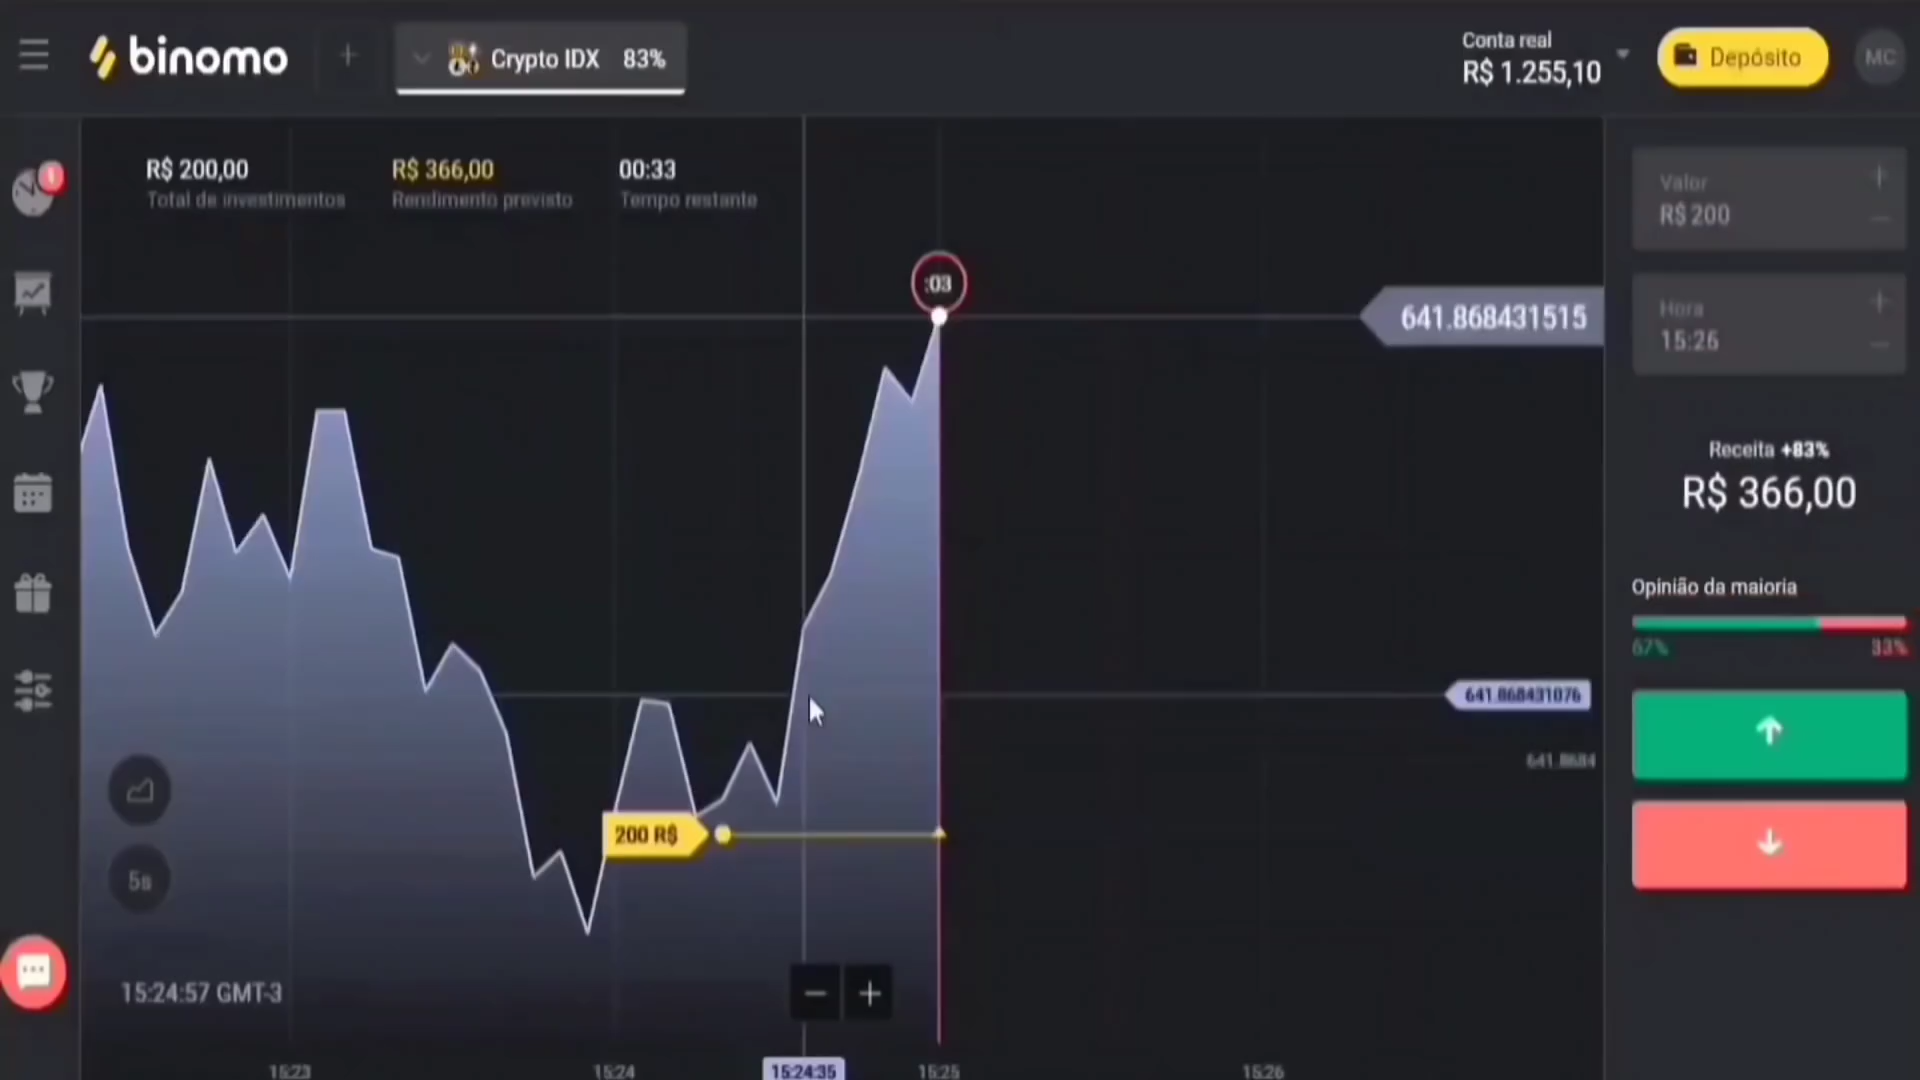 binomo
Crypto IDX 83%
Conta real
R$ 1.255,10
Depósito
MC
R$ 200,00
Total de investimentos
R$ 366,00
Rendimento previsto
00:33
Tempo restante
:03
641.868431515
Valor
R$ 200
Hora
15:26
Receita +83%
R$ 366,00
Opinião da maioria
67% 33%
641.868431076
641.8684
200 R$
5s
15:24:57 GMT-3
15:23
15:24
15:24:35
15:25
15:26